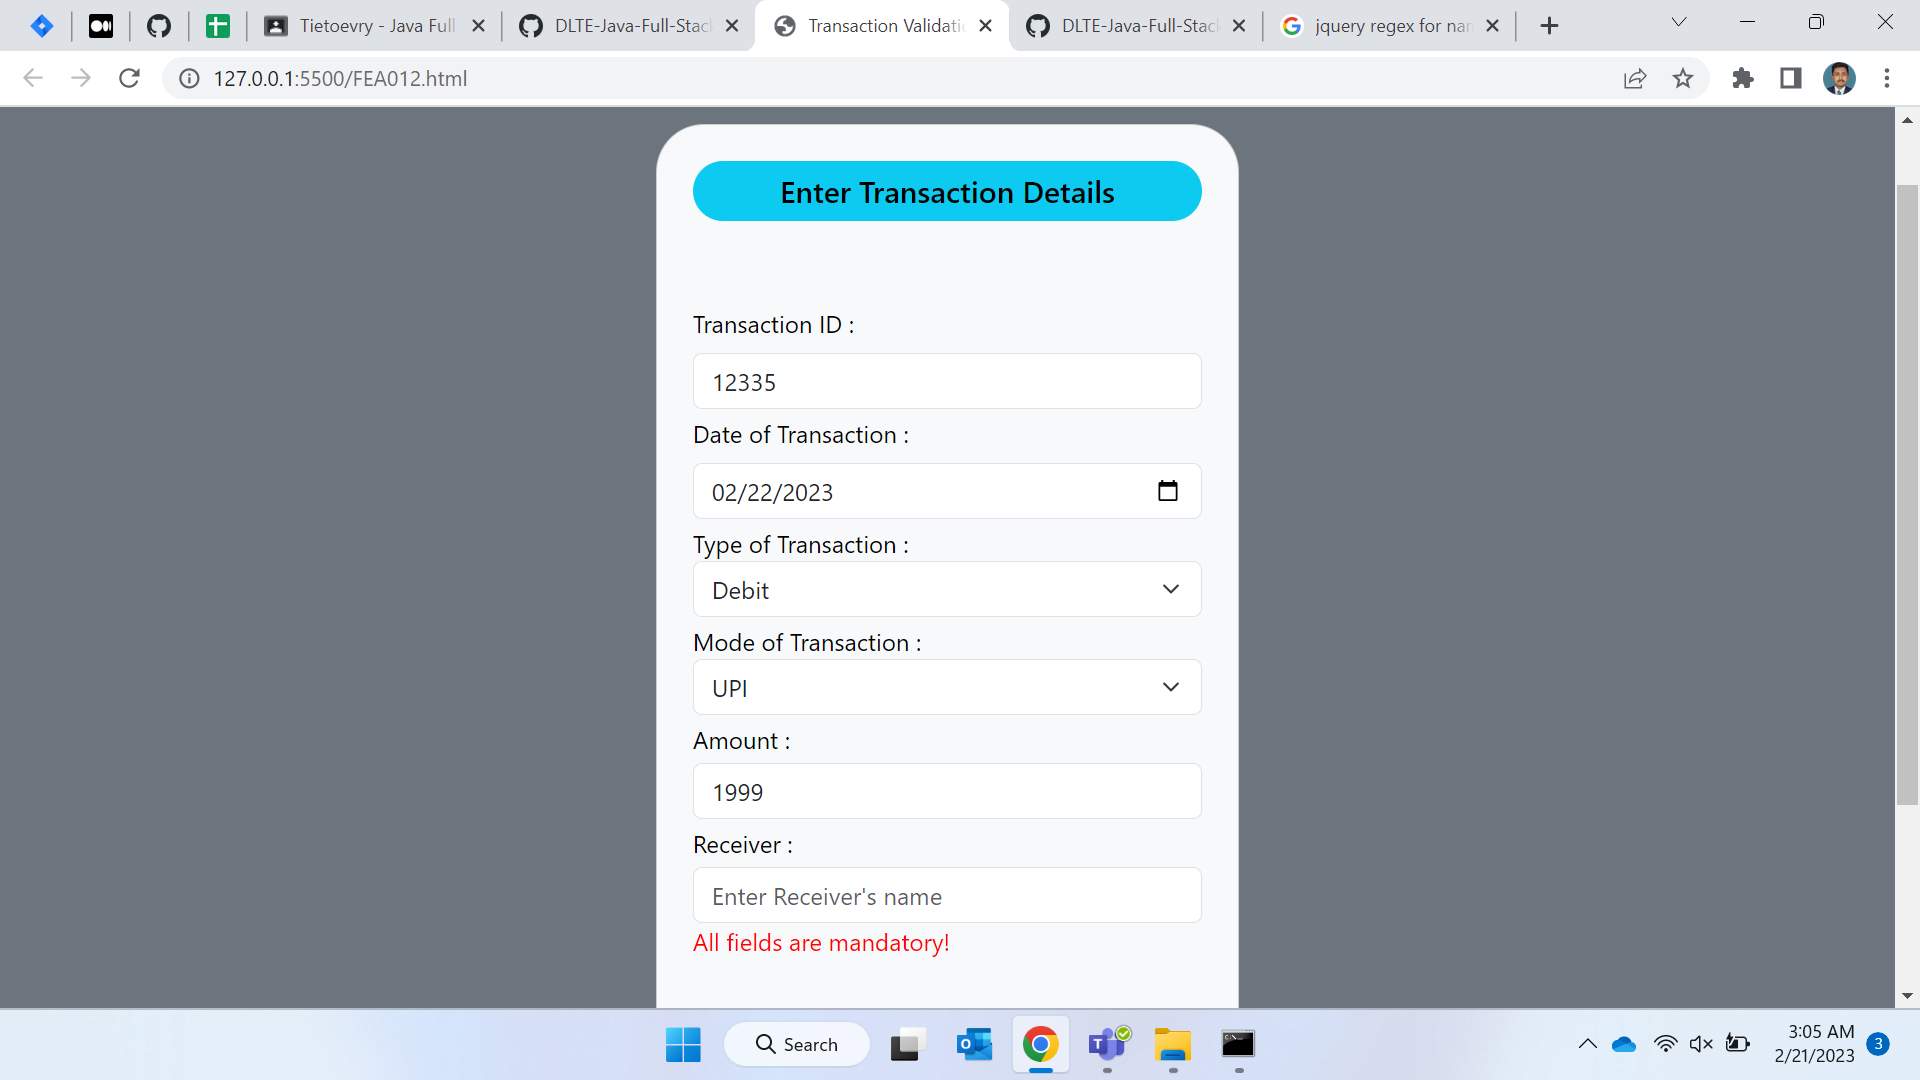 Tietoevry - Java Full
DLTE-Java-Full-Stac
Transaction Validatio
DLTE-Java-Full-Stac
jquery regex for nam
127.0.0.1:5500/FEA012.html
Enter Transaction Details
Transaction ID :
12335
Date of Transaction :
02/22/2023
Type of Transaction :
Debit
Mode of Transaction :
UPI
Amount :
1999
Receiver :
Enter Receiver's name
All fields are mandatory!
Search
3:05 AM
2/21/2023
3